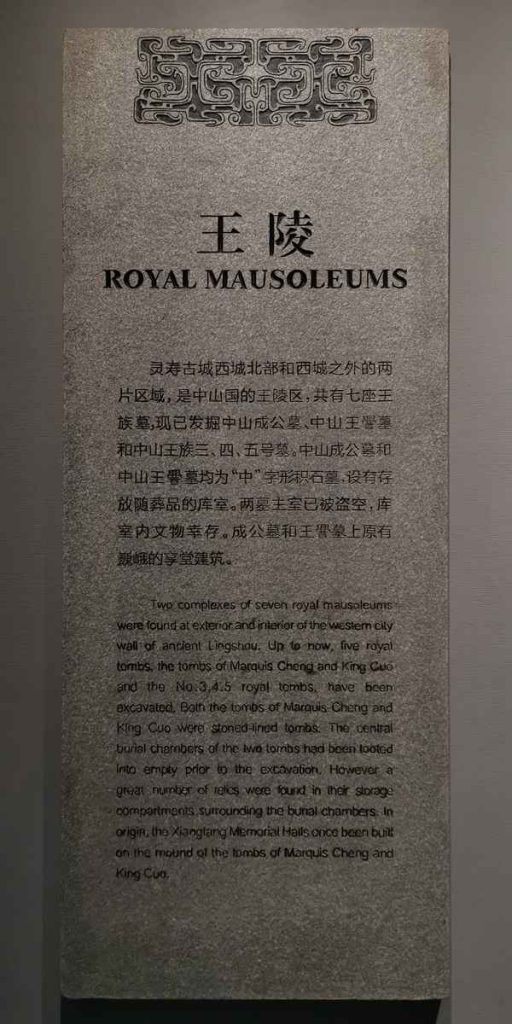 王陵
ROYAL MAUSOLEUMS
灵寿古城西城北部和西城之外的两
片区域，是中山国的王陵区，共有七座王
族墓，现已发掘中山成公墓、中山王𰯼墓
和中山王族三、四、五号墓。中山成公墓和
中山王𰯼墓均为“中”字形积石墓，设有存
放随葬品的库室。两墓主室已被盗空，库
室内文物幸存。成公墓和王𰯼墓上原有
巍峨的享堂建筑。
Two complexes of seven royal mausoleums
were found at exterior and interior of the western city
wall of ancient Lingshou. Up to now, five royal
tombs, the tombs of Marquis Cheng and King Cuo
and the No.3,4.5 royal tombs, have been
excavated. Both the tombs of Marquis Cheng and
King Cuo were stoned-lined tombs. The central
burial chambers of the two tombs had been looted
into empty prior to the excavation. However a
great number of relics were found in their storage
compartments surrounding the burial chambers. In
origin, the Xiangtang Memorial Halls once been built
on the mound of the tombs of Marquis Cheng and
King Cuo.